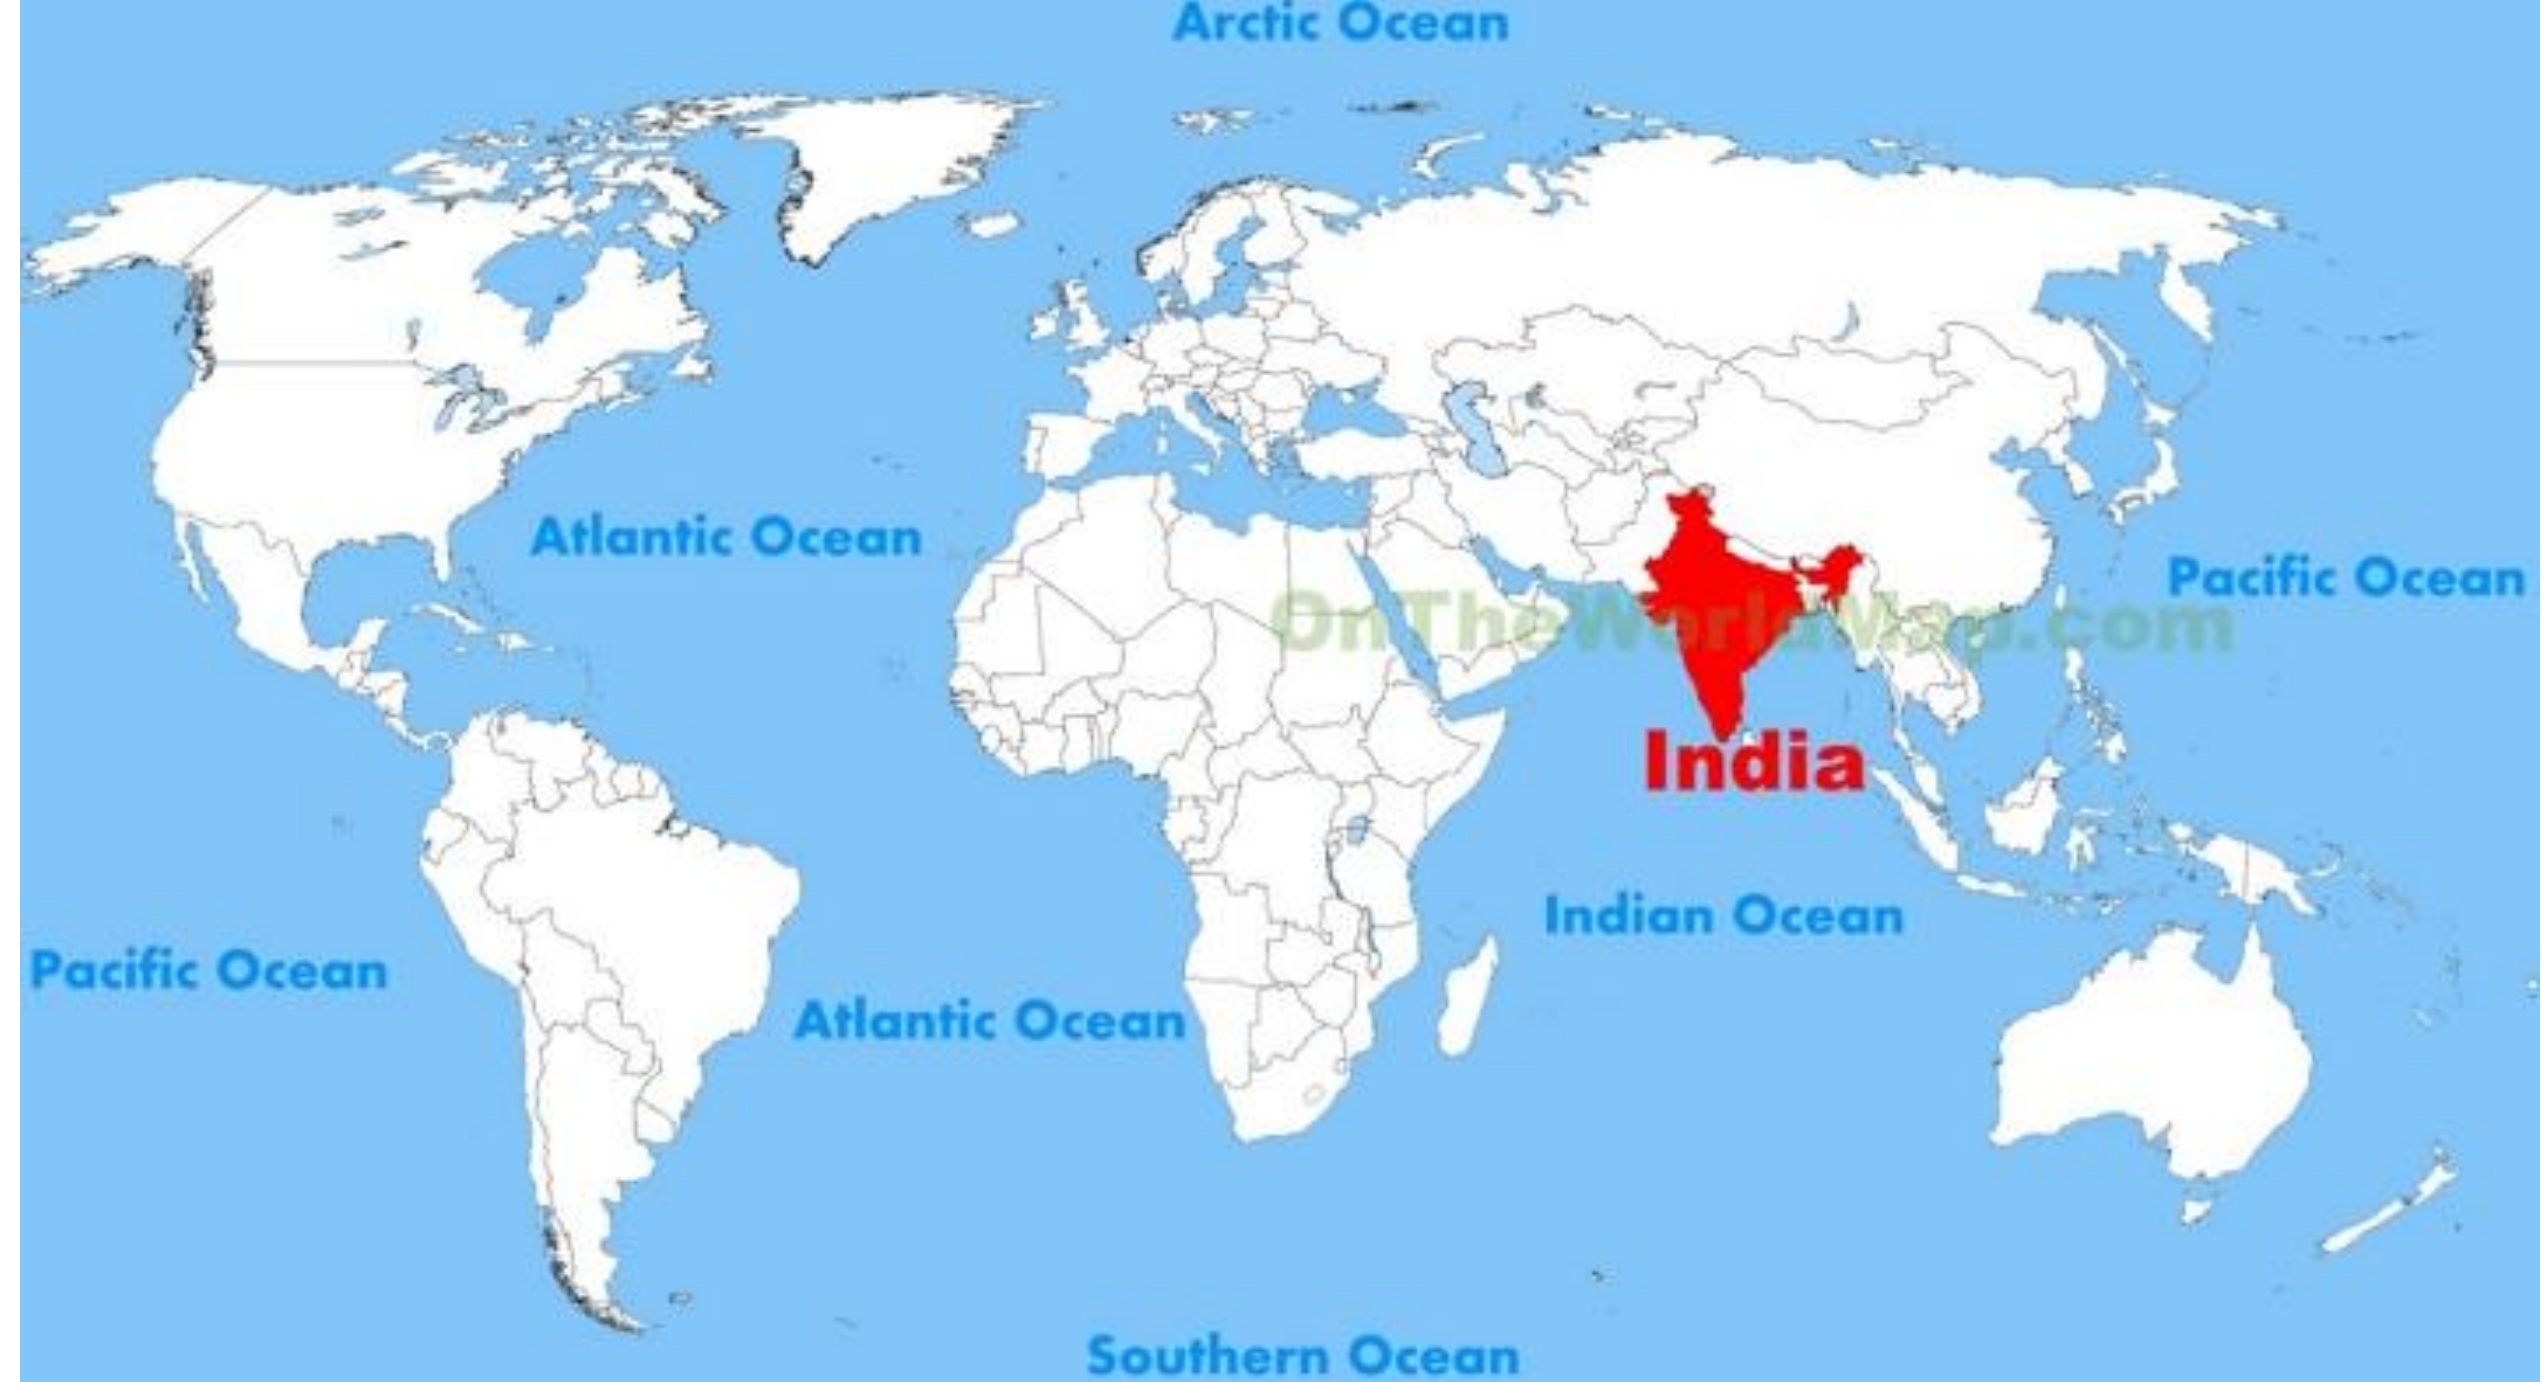 Arctic Ocean
Atlantic Ocean
Pacific Ocean
OnTheWorldMap.com
India
Indian Ocean
Pacific Ocean
Atlantic Ocean
Southern Ocean